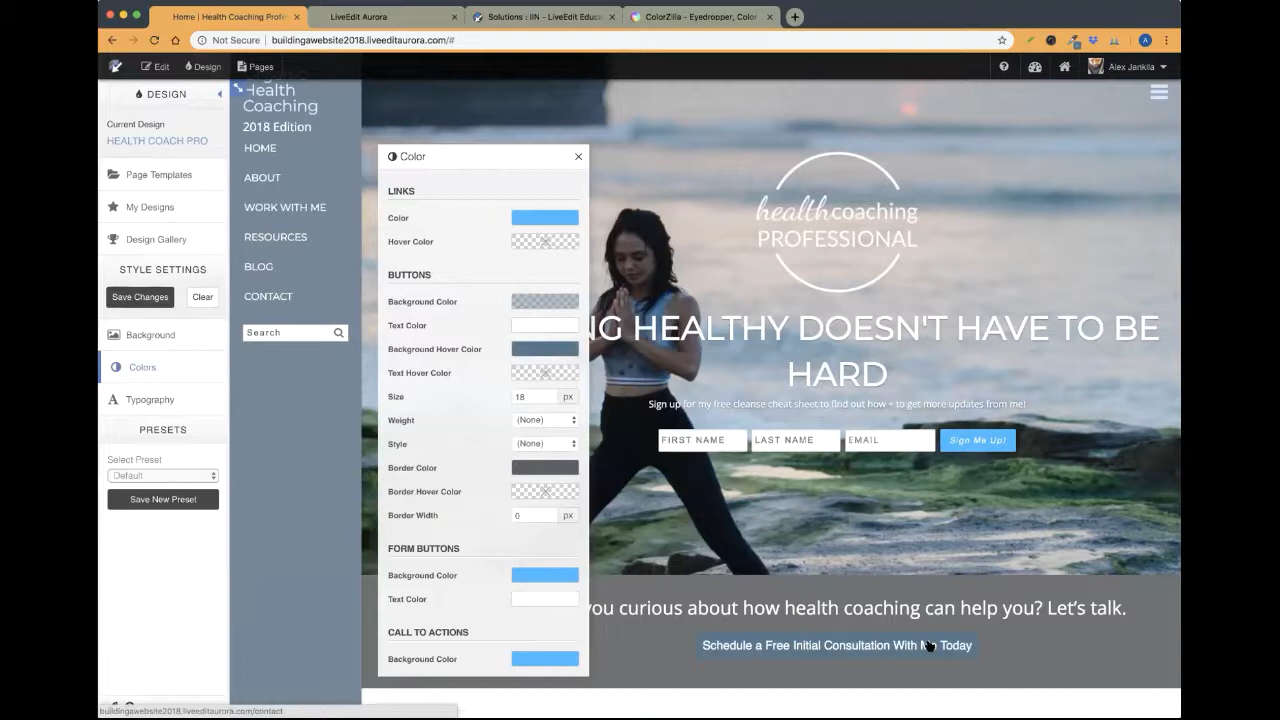 Home | Health Coaching Profes
LiveEdit Aurora
Solutions : IIN - LiveEdit Educa
ColorZilla - Eyedropper, Color
Not Secure
buildingawebsite2018.liveeditaurora.com/#
Edit
Design
Pages
Alex Jankila
DESIGN
Current Design
HEALTH COACH PRO
Page Templates
My Designs
Design Gallery
STYLE SETTINGS
Save Changes
Clear
Background
Colors
Typography
PRESETS
Select Preset
Default
Save New Preset
Health
Coaching
2018 Edition
HOME
ABOUT
WORK WITH ME
RESOURCES
BLOG
CONTACT
Search
Color
LINKS
Color
Hover Color
BUTTONS
Background Color
Text Color
Background Hover Color
Text Hover Color
Size 18 px
Weight (None)
Style (None)
Border Color
Border Hover Color
Border Width 0 px
FORM BUTTONS
Background Color
Text Color
CALL TO ACTIONS
Background Color
health coaching
PROFESSIONAL
NG HEALTHY DOESN'T HAVE TO BE
HARD
Sign up for my free cleanse cheat sheet to find out how + to get more updates from me!
FIRST NAME
LAST NAME
EMAIL
Sign Me Up!
you curious about how health coaching can help you? Let's talk.
Schedule a Free Initial Consultation With Me Today
buildingawebsite2018.liveeditaurora.com/contact